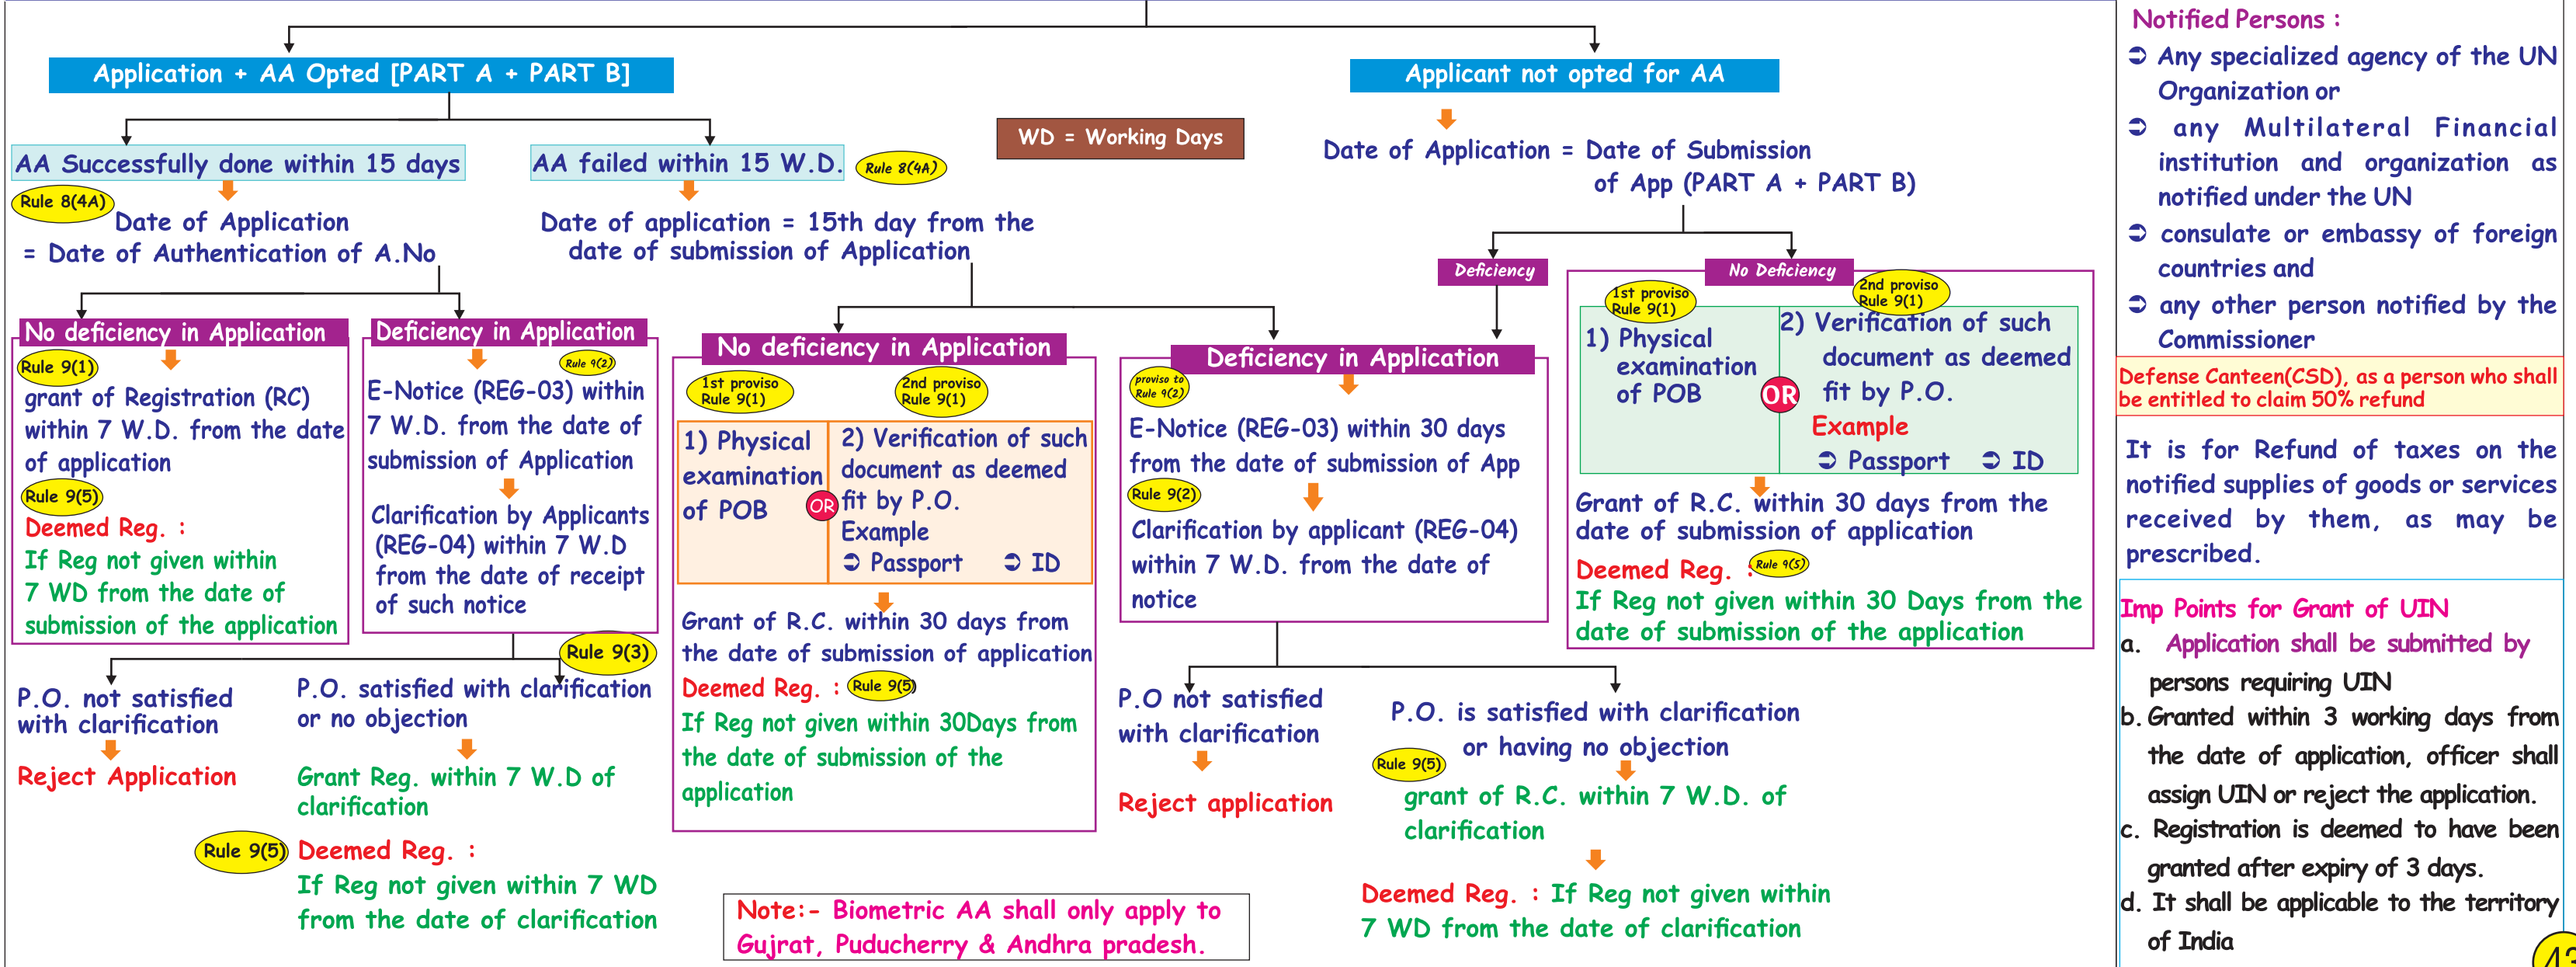 Application + AA Opted [PART A + PART B]
AA Successfully done within 15 days
Rule 8(4A)
Date of Application
= Date of Authentication of A.No
AA failed within 15 W.D.
Rule 8(4A)
Date of application = 15th day from the
date of submission of Application
WD = Working Days
Applicant not opted for AA
Date of Application = Date of Submission
of App (PART A + PART B)
No deficiency in Application
Rule 9(1)
grant of Registration (RC)
within 7 W.D. from the date
of application
Rule 9(5)
Deemed Reg. :
If Reg not given within
7 WD from the date of
submission of the application
Deficiency in Application
Rule 9(2)
E-Notice (REG-03) within
7 W.D. from the date of
submission of Application
Clarification by Applicants
(REG-04) within 7 W.D
from the date of receipt
of such notice
Rule 9(3)
P.O. not satisfied
with clarification
Reject Application
P.O. satisfied with clarification
or no objection
Grant Reg. within 7 W.D of
clarification
Rule 9(5)
Deemed Reg. :
If Reg not given within 7 WD
from the date of clarification
No deficiency in Application
1st proviso
Rule 9(1)
2nd proviso
Rule 9(1)
1) Physical
examination
of POB
OR
2) Verification of such
document as deemed
fit by P.O.
Example
➲ Passport ➲ ID
Grant of R.C. within 30 days from
the date of submission of application
Deemed Reg. : Rule 9(5)
If Reg not given within 30Days from
the date of submission of the
application
Note:- Biometric AA shall only apply to
Gujrat, Puducherry & Andhra pradesh.
Deficiency
Deficiency in Application
proviso to
Rule 9(2)
E-Notice (REG-03) within 30 days
from the date of submission of App
Rule 9(2)
Clarification by applicant (REG-04)
within 7 W.D. from the date of
notice
P.O not satisfied
with clarification
Reject application
P.O. is satisfied with clarification
or having no objection
Rule 9(5)
grant of R.C. within 7 W.D. of
clarification
Deemed Reg. : If Reg not given within
7 WD from the date of clarification
No Deficiency
1st proviso
Rule 9(1)
2nd proviso
Rule 9(1)
1) Physical
examination
of POB
OR
2) Verification of such
document as deemed
fit by P.O.
Example
➲ Passport ➲ ID
Grant of R.C. within 30 days from the
date of submission of application
Deemed Reg. : Rule 9(5)
If Reg not given within 30 Days from the
date of submission of the application
Notified Persons :
➲ Any specialized agency of the UN
Organization or
➲ any Multilateral Financial
institution and organization as
notified under the UN
➲ consulate or embassy of foreign
countries and
➲ any other person notified by the
Commissioner
Defense Canteen(CSD), as a person who shall
be entitled to claim 50% refund
It is for Refund of taxes on the
notified supplies of goods or services
received by them, as may be
prescribed.
Imp Points for Grant of UIN
a. Application shall be submitted by
persons requiring UIN
b. Granted within 3 working days from
the date of application, officer shall
assign UIN or reject the application.
c. Registration is deemed to have been
granted after expiry of 3 days.
d. It shall be applicable to the territory
of India